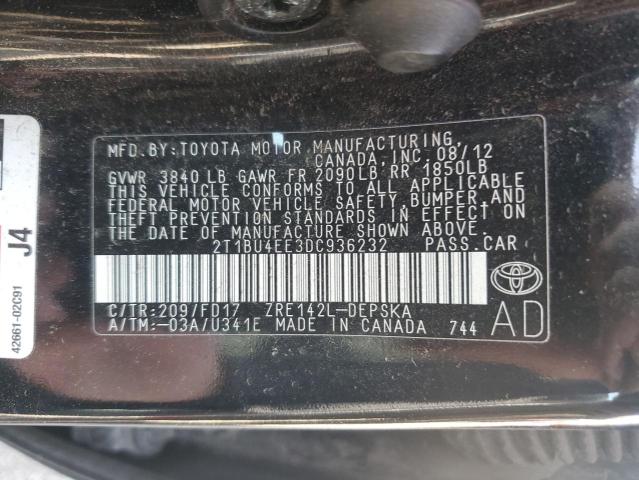 MFD.BY:TOYOTA MOTOR MANUFACTURING,
CANADA,INC. 08/12
GVWR 3840 LB GAWR FR 2090LB RR 1850LB
THIS VEHICLE CONFORMS TO ALL APPLICABLE
FEDERAL MOTOR VEHICLE SAFETY,BUMPER, AND
THEFT PREVENTION STANDARDS IN EFFECT ON
THE DATE OF MANUFACTURE SHOWN ABOVE.
2T1BU4EE3DC936232 PASS.CAR
C/TR:209/FD17 ZRE142L-DEPSKA
A/TM:-03A/U341E MADE IN CANADA 744
AD
J4
42661-02C91